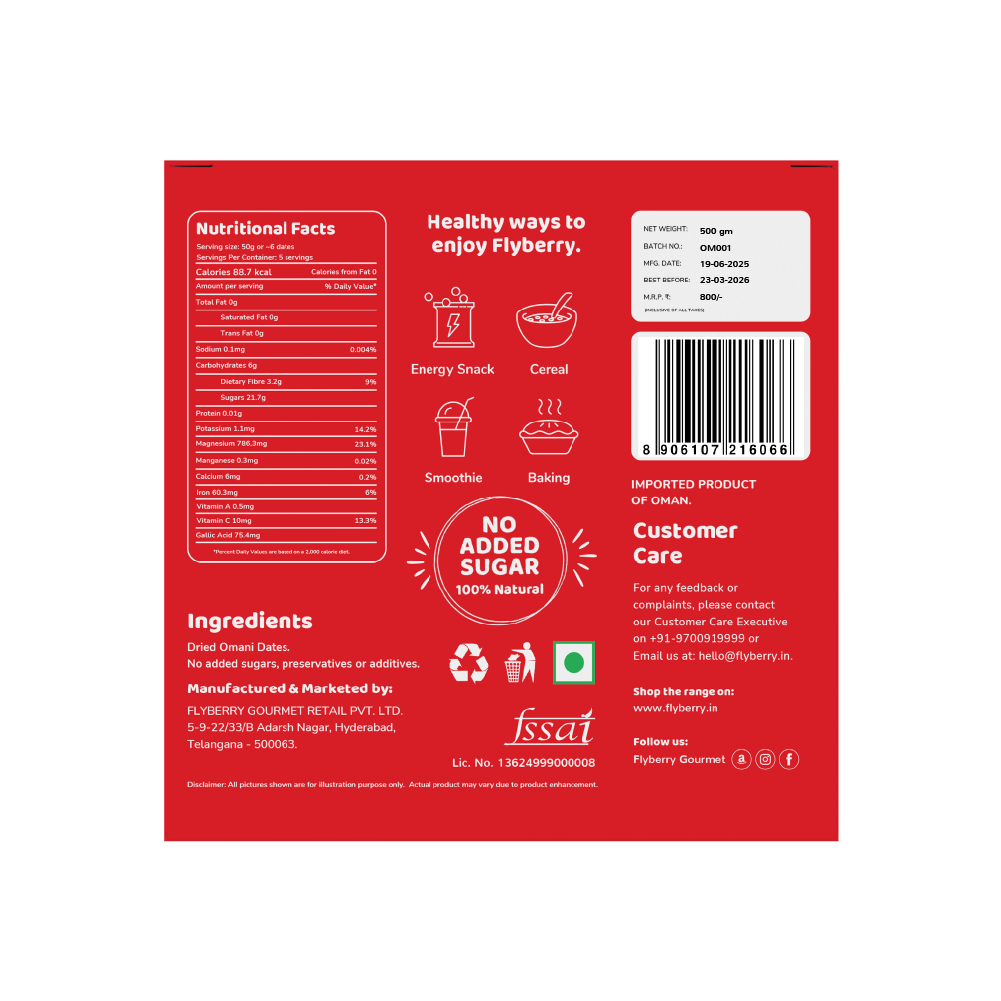 Nutritional Facts
Serving size: 50g or ~6 dates
Servings Per Container: 5 servings
Calories 88.7 kcal Calories from Fat 0
Amount per serving % Daily Value*
Total Fat 0g
Saturated Fat 0g
Trans Fat 0g
Sodium 0.1mg 0.004%
Carbohydrates 6g
Dietary Fibre 3.2g 9%
Sugars 21.7g
Protein 0.01g
Potassium 1.1mg 14.2%
Magnesium 786.3mg 23.1%
Manganese 0.3mg 0.02%
Calcium 6mg 0.2%
Iron 60.3mg 6%
Vitamin A 0.5mg
Vitamin C 10mg 13.3%
Gallic Acid 75.4mg
*Percent Daily Values are based on a 2,000 calorie diet.
Ingredients
Dried Omani Dates.
No added sugars, preservatives or additives.
Manufactured & Marketed by:
FLYBERRY GOURMET RETAIL PVT. LTD.
5-9-22/33/B Adarsh Nagar, Hyderabad,
Telangana - 500063.
Disclaimer: All pictures shown are for illustration purpose only. Actual product may vary due to product enhancement.
Healthy ways to
enjoy Flyberry.
Energy Snack
Cereal
Smoothie
Baking
NO
ADDED
SUGAR
100% Natural
fssai
Lic. No. 13624999000008
NET WEIGHT: 500 gm
BATCH NO.: OM001
MFG. DATE: 19-06-2025
BEST BEFORE: 23-03-2026
M.R.P. ₹: 800/-
(INCLUSIVE OF ALL TAXES)
8 906107 216066
IMPORTED PRODUCT
OF OMAN.
Customer
Care
For any feedback or
complaints, please contact
our Customer Care Executive
on +91-9700919999 or
Email us at: hello@flyberry.in.
Shop the range on:
www.flyberry.in
Follow us:
Flyberry Gourmet